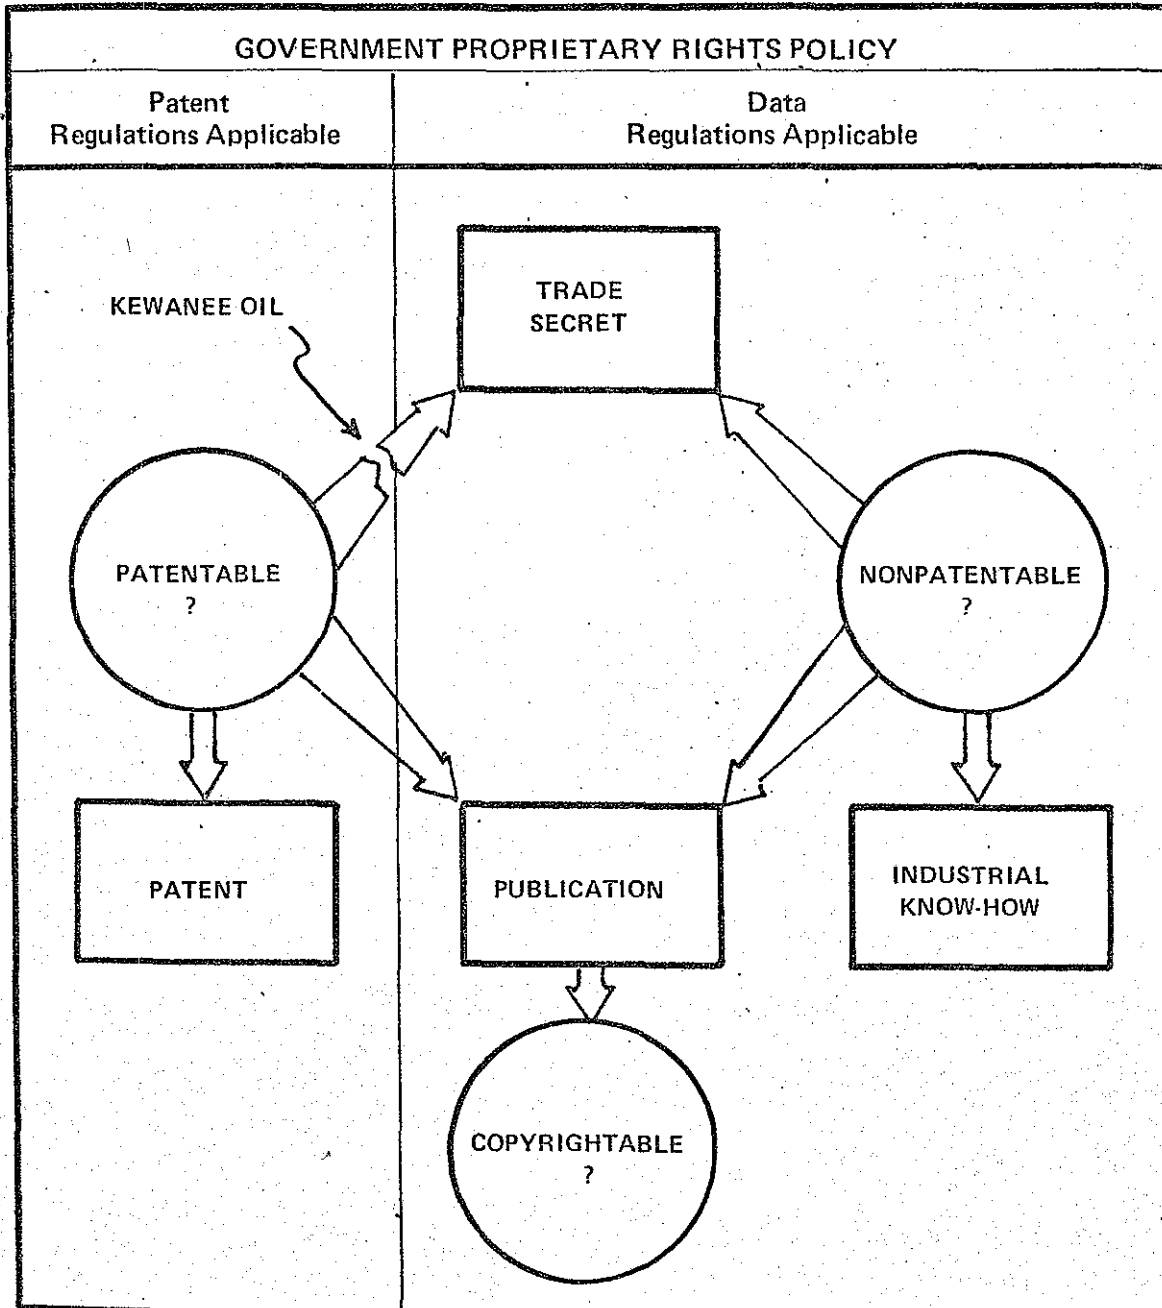 GOVERNMENT PROPRIETARY RIGHTS POLICY
Patent
Regulations Applicable
Data
Regulations Applicable
TRADE
SECRET
KEWANEE OIL
PATENTABLE
?
NONPATENTABLE
?
PATENT
PUBLICATION
INDUSTRIAL
KNOW-HOW
COPYRIGHTABLE
?